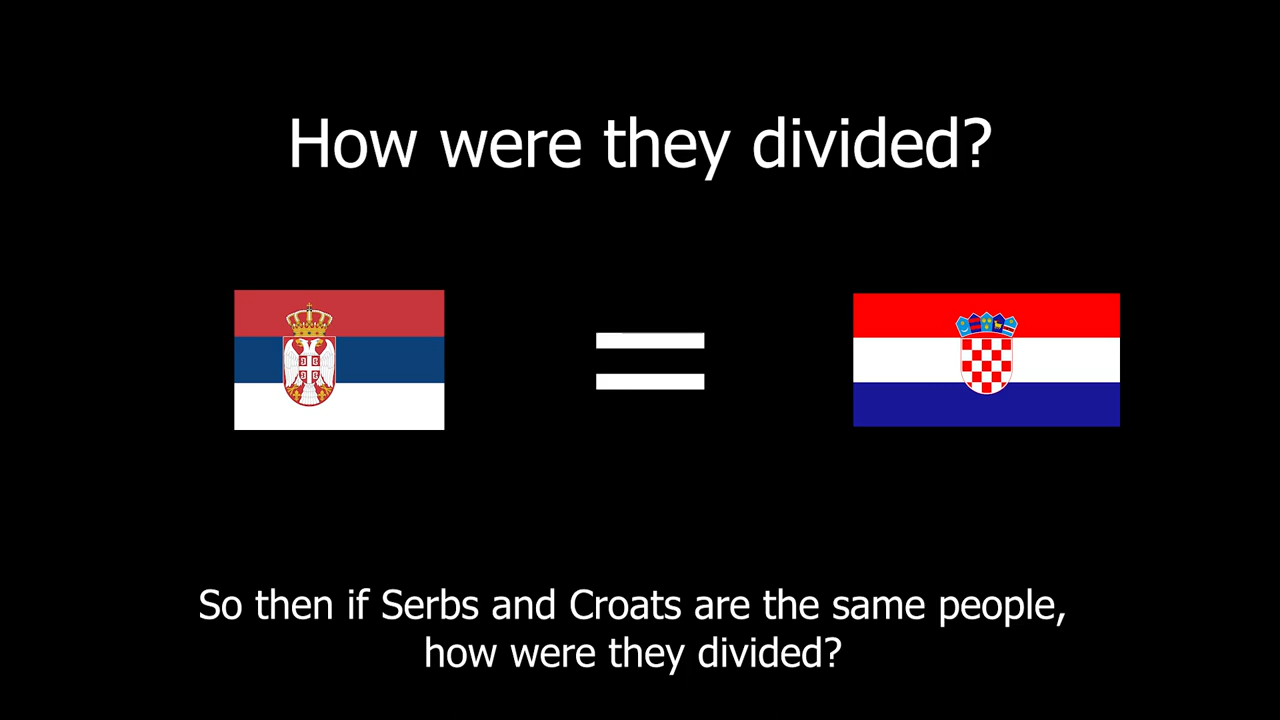 How were they divided?
So then if Serbs and Croats are the same people,
how were they divided?